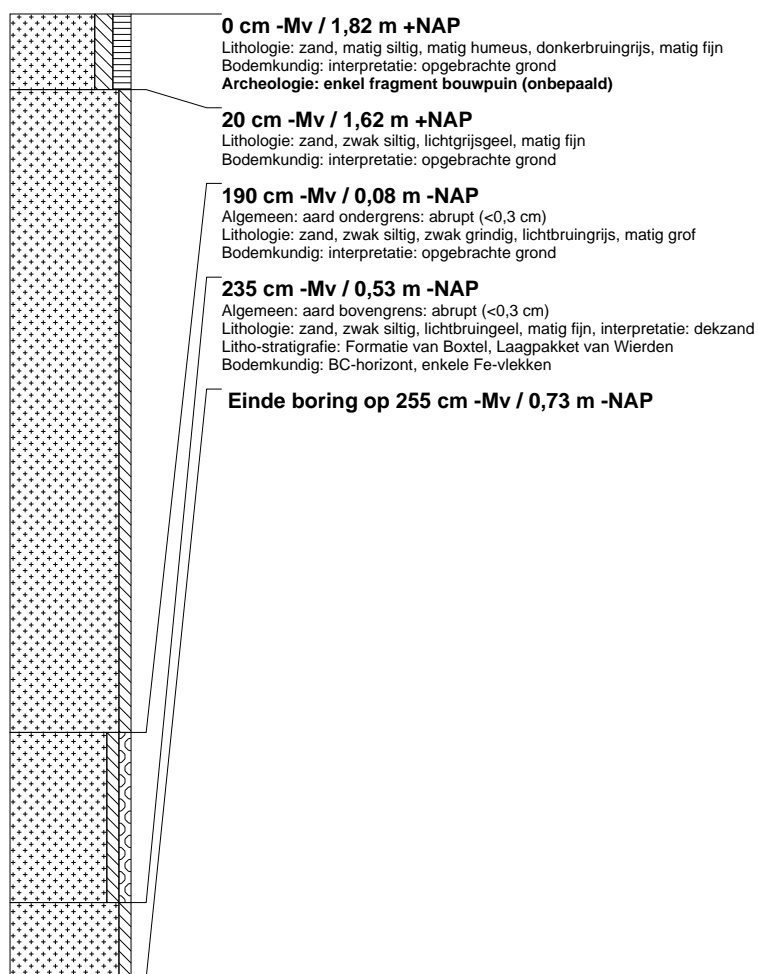 0 cm -Mv / 1,82 m +NAP
Lithologie: zand, matig siltig, matig humeus, donkerbruingrijs, matig fijn
Bodemkundig: interpretatie: opgebrachte grond
Archeologie: enkel fragment bouwpuin (onbepaald)
20 cm -Mv / 1,62 m +NAP
Lithologie: zand, zwak siltig, lichtgrijsgeel, matig fijn
Bodemkundig: interpretatie: opgebrachte grond
190 cm -Mv / 0,08 m -NAP
Algemeen: aard ondergrens: abrupt (<0,3 cm)
Lithologie: zand, zwak siltig, zwak grindig, lichtbruingrijs, matig grof
Bodemkundig: interpretatie: opgebrachte grond
235 cm -Mv / 0,53 m -NAP
Algemeen: aard bovengrens: abrupt (<0,3 cm)
Lithologie: zand, zwak siltig, lichtbruingeel, matig fijn, interpretatie: dekzand
Litho-stratigrafie: Formatie van Boxtel, Laagpakket van Wierden
Bodemkundig: BC-horizont, enkele Fe-vlekken
Einde boring op 255 cm -Mv / 0,73 m -NAP